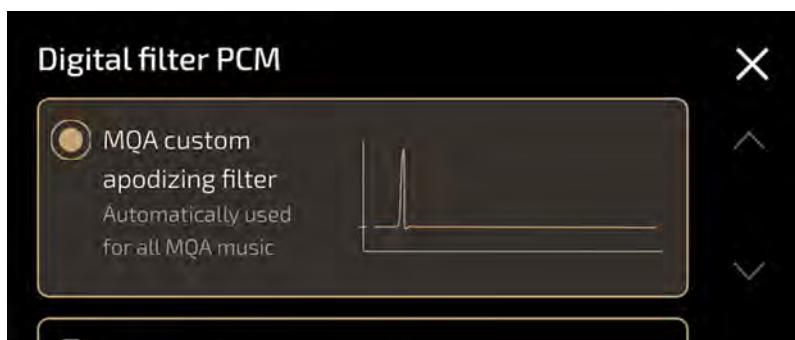 Digital filter PCM
MQA custom
apodizing filter
Automatically used
for all MQA music